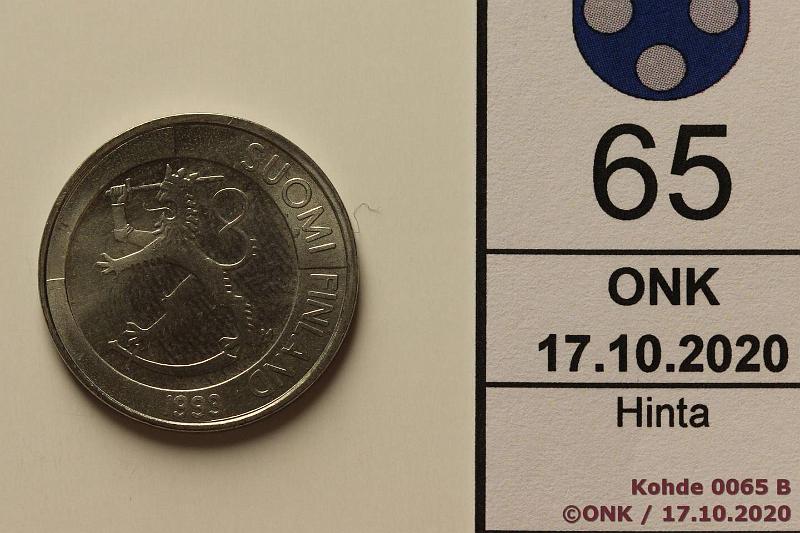 SUOMI FINLAND
M
1993
65
ONK
17.10.2020
Hinta
Kohde 0065 B
©ONK / 17.10.2020